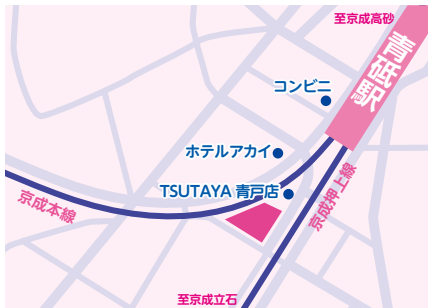 至京成高砂
青砥駅
コンビニ
ホテルアカイ
TSUTAYA 青戸店
京成本線
京成押上線
至京成立石